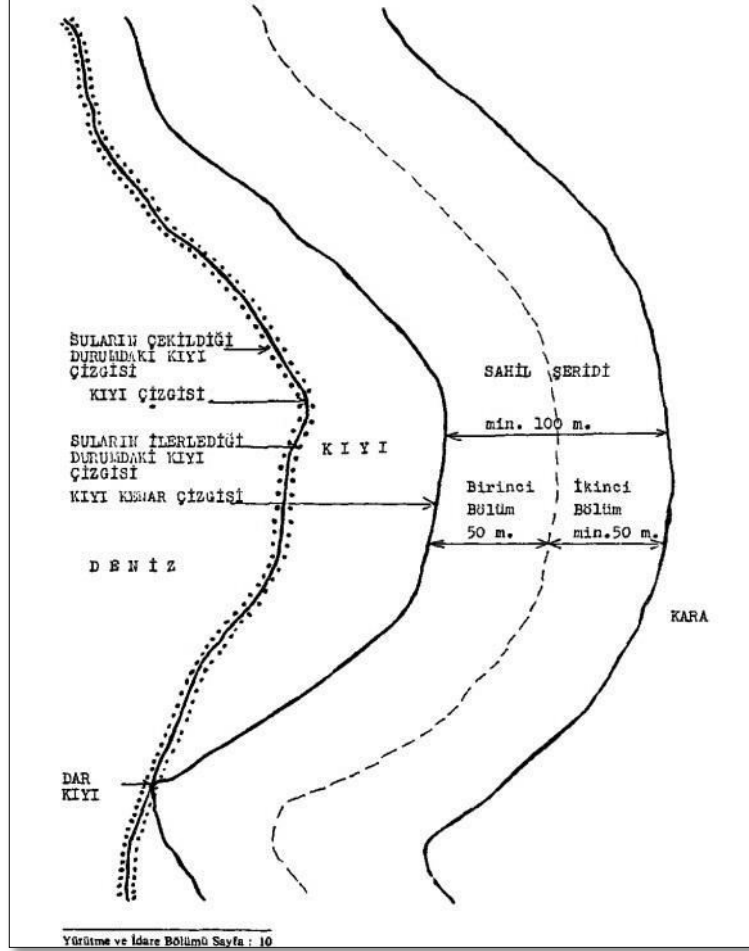 SULARIN ÇEKİLDİĞİ
DURUMDAKİ KIYI
ÇİZGİSİ
KIYI ÇİZGİSİ
SULARIN İLERLEDİĞİ
DURUMDAKİ KIYI
ÇİZGİSİ
KIYI KENAR ÇİZGİSİ
KIYI
DENİZ
SAHİL ŞERİDİ
min. 100 m.
Birinci
Bölüm
50 m.
İkinci
Bölüm
min.50 m.
KARA
DAR
KIYI
Yürütme ve İdare Bölümü Sayfa : 10